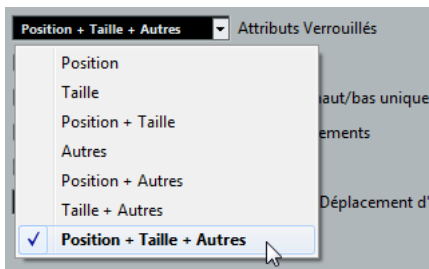 Position + Taille + Autres Attributs Verrouillés
Position
Taille
haut/bas unique
Position + Taille
ements
Autres
Position + Autres
Taille + Autres
Déplacement d'
Position + Taille + Autres